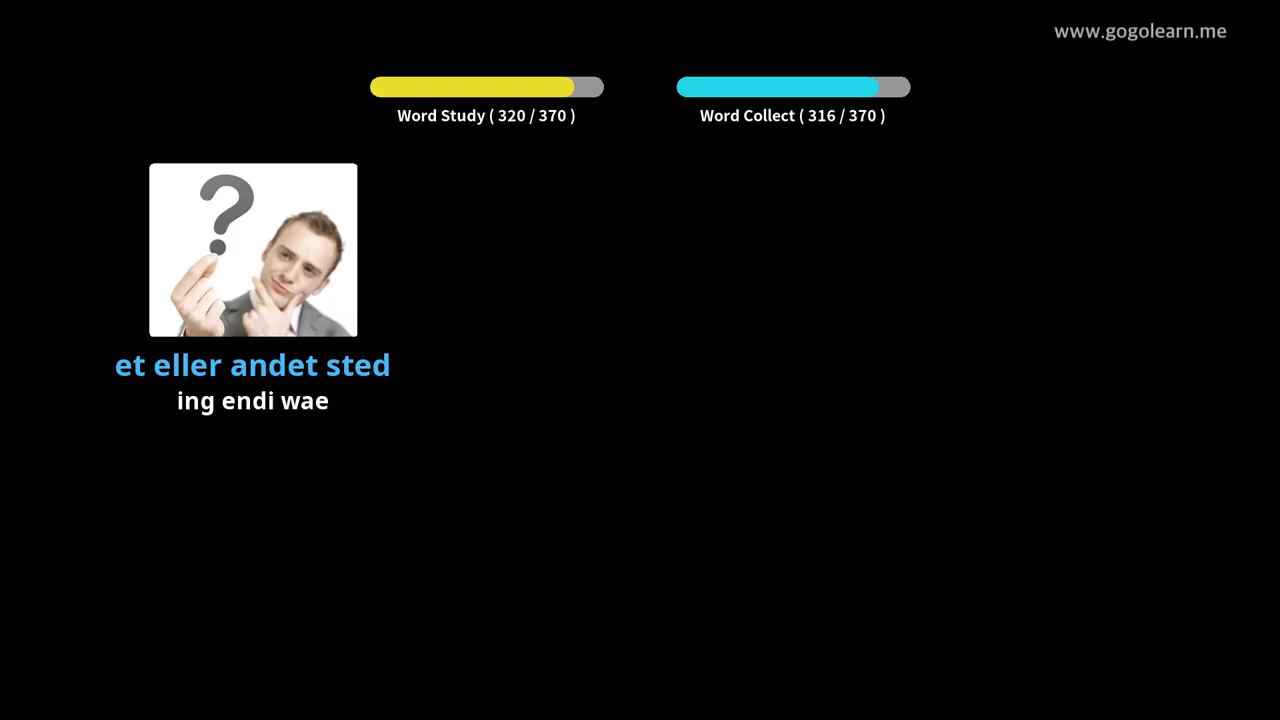 www.gogolearn.me
Word Study ( 320 / 370 )
Word Collect ( 316 / 370 )
?
et eller andet sted
ing endi wae